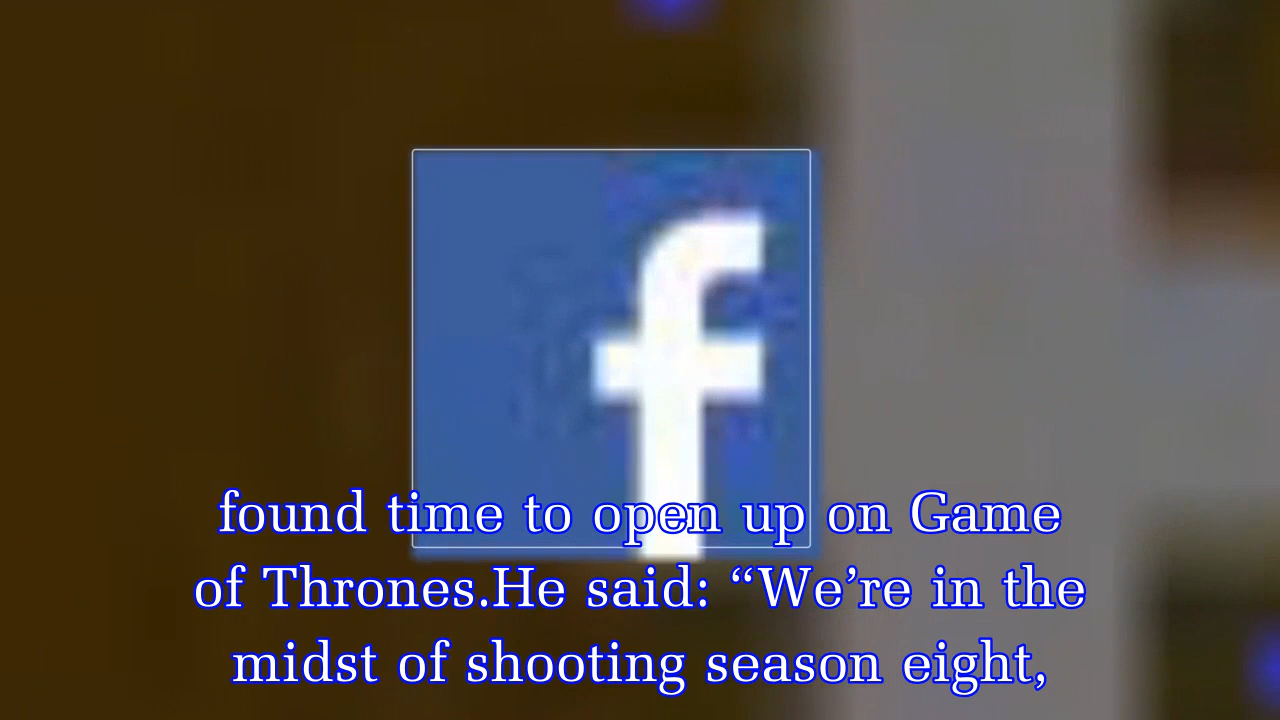 f
found time to open up on Game
of Thrones.He said: “We’re in the
midst of shooting season eight,